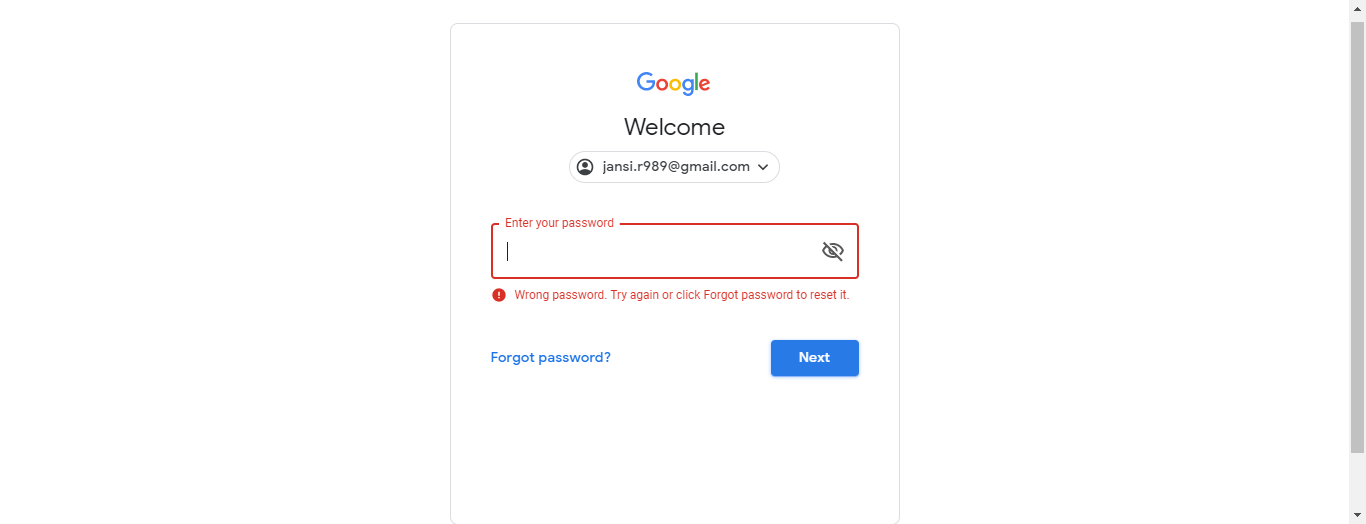 Google
Welcome
jansi.r989@gmail.com
Enter your password
Wrong password. Try again or click Forgot password to reset it.
Forgot password?
Next